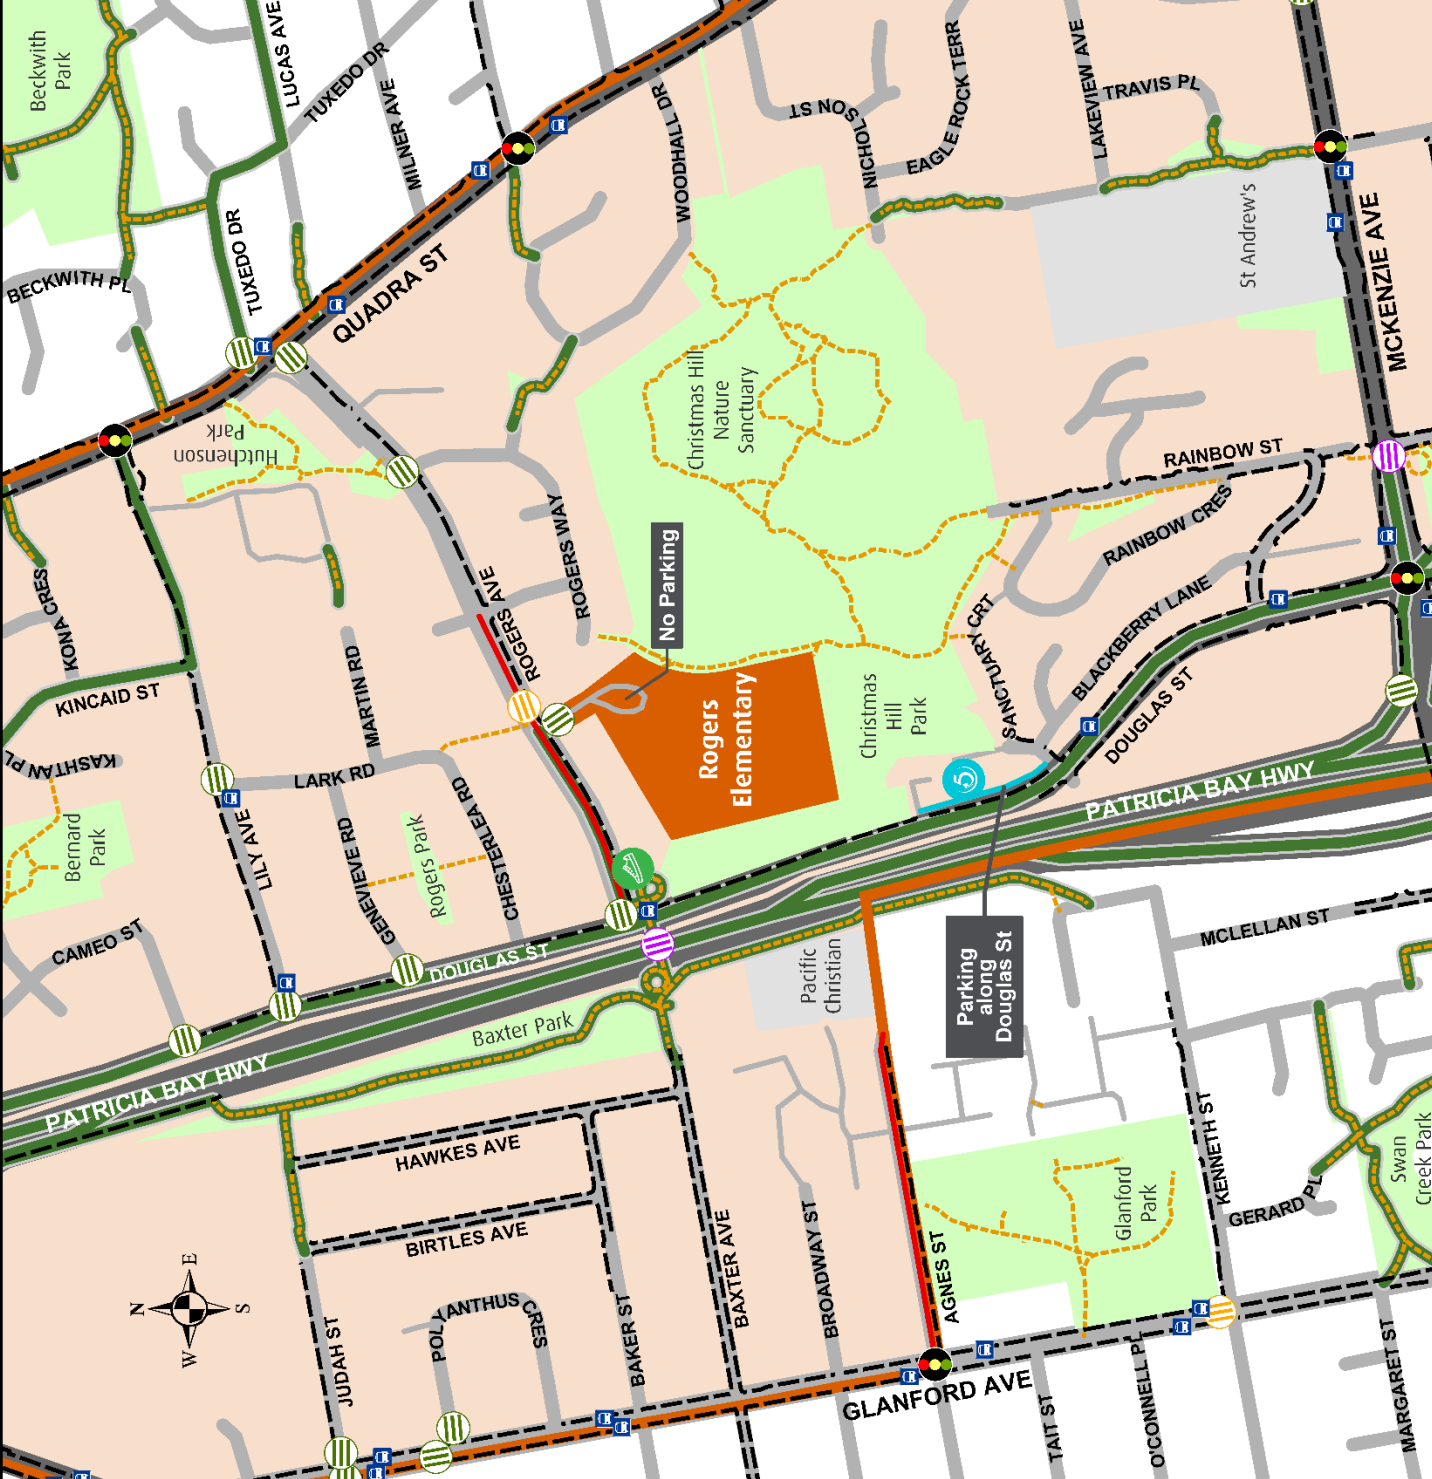 Beckwith
Park
LUCAS AVE
TUXEDO DR
MILNER AVE
WOODHALL DR
NICHOLSON ST
EAGLE ROCK TERR
LAKEVIEW AVE
TRAVIS PL
BECKWITH PL
TUXEDO DR
QUADRA ST
St Andrew's
MCKENZIE AVE
Hutchenson
Park
Christmas Hill
Nature
Sanctuary
RAINBOW ST
RAINBOW CRES
KONA CRES
ROGERS AVE
ROGERS WAY
No Parking
KINCAID ST
MARTIN RD
SANCTUARY CRT
BLACKBERRY LANE
DOUGLAS ST
KASHTAN PL
LARK RD
Rogers
Elementary
Christmas
Hill
Park
5
PATRICIA BAY HWY
Bernard
Park
LILY AVE
GENEVIEVE RD
Rogers Park
CHESTERLEA RD
CAMEO ST
DOUGLAS ST
Pacific
Christian
Parking
along
Douglas St
MCLELLAN ST
Baxter Park
PATRICIA BAY HWY
HAWKES AVE
BIRTLES AVE
KENNETH ST
GERARD PL
Glanford
Park
Swan
Creek Park
N
E
S
W
JUDAH ST
POLYANTHUS CRES
BAKER ST
BAXTER AVE
BROADWAY ST
AGNES ST
GLANFORD AVE
TAIT ST
O'CONNELL PL
MARGARET ST